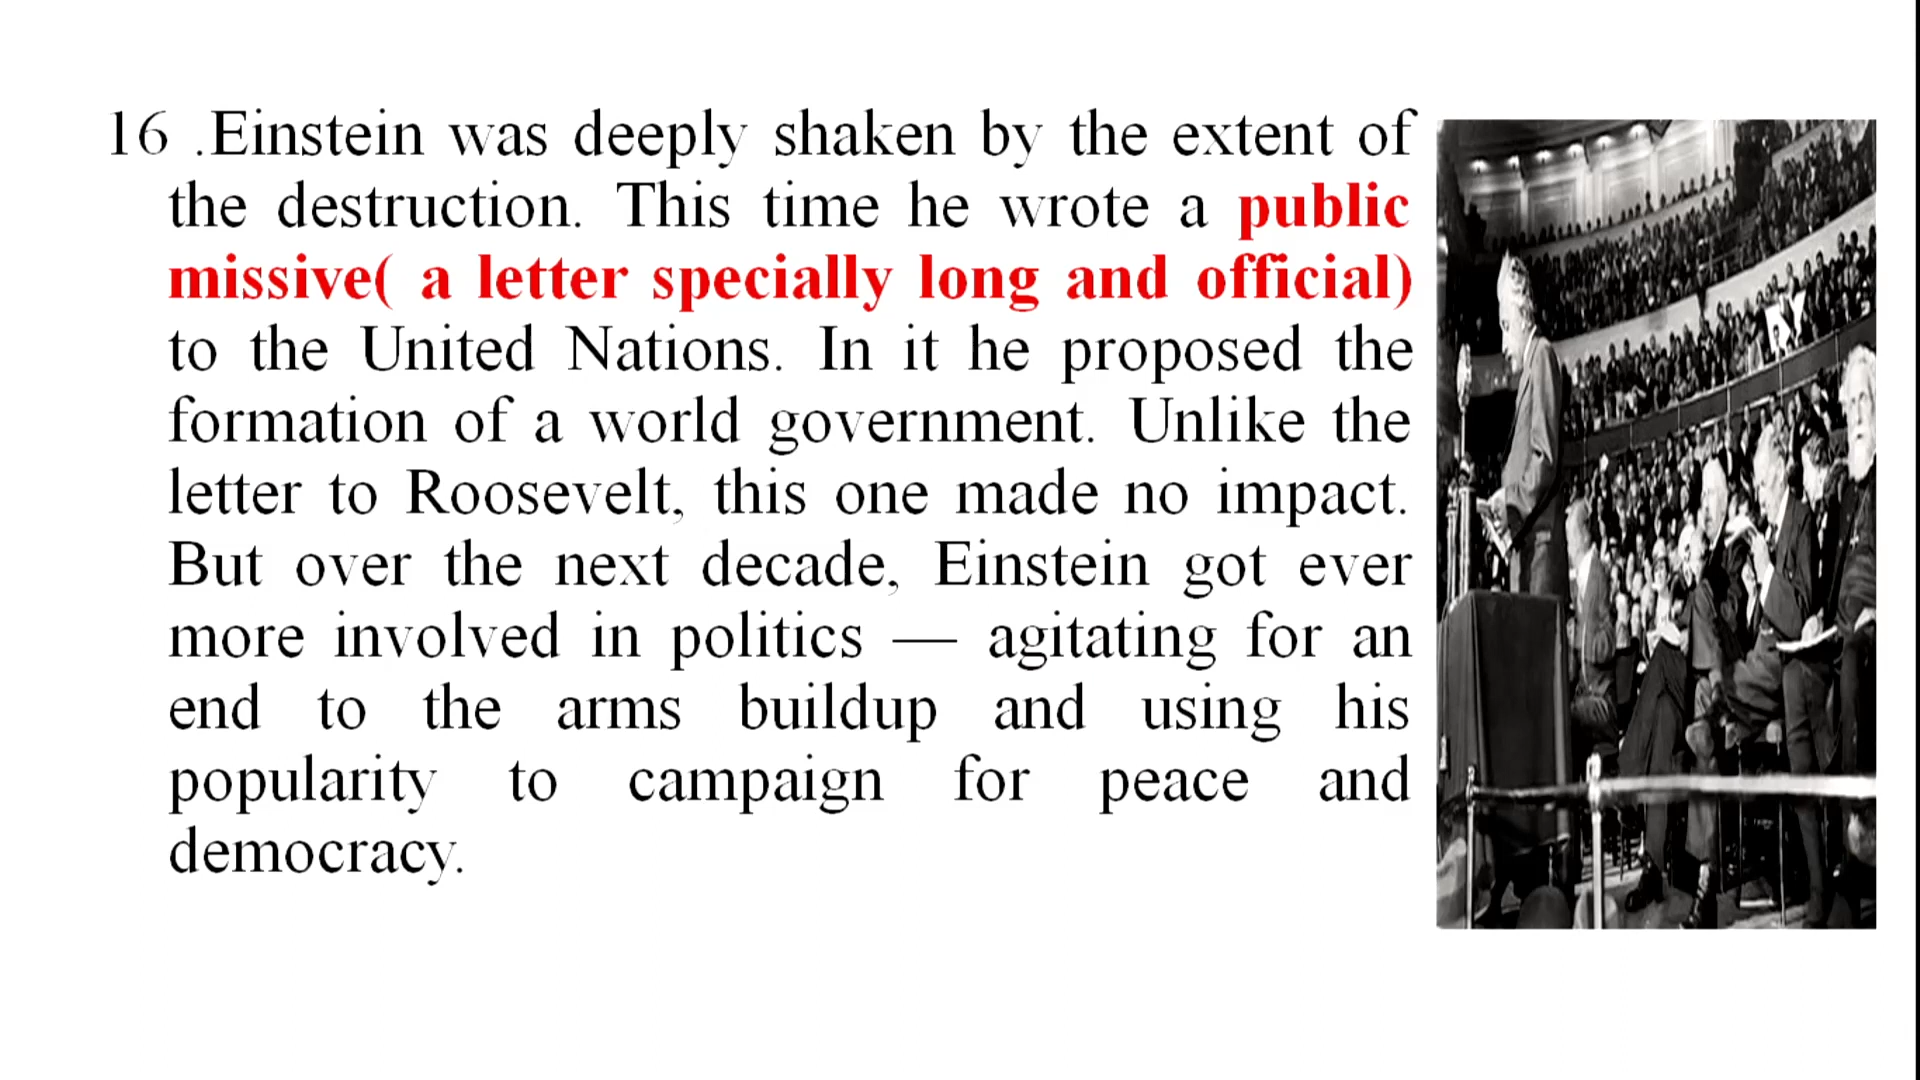 16 .Einstein was deeply shaken by the extent of
the destruction. This time he wrote a public
missive( a letter specially long and official)
to the United Nations. In it he proposed the
formation of a world government. Unlike the
letter to Roosevelt, this one made no impact.
But over the next decade, Einstein got ever
more involved in politics — agitating for an
end to the arms buildup and using his
popularity to campaign for peace and
democracy.